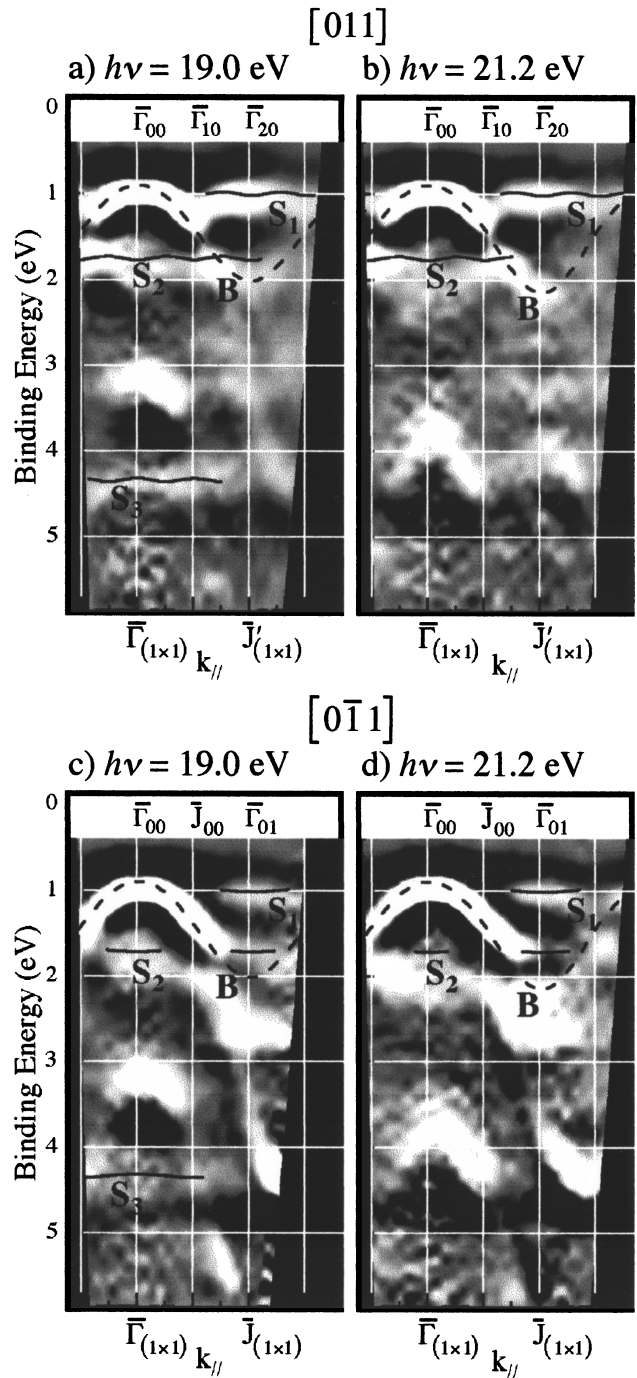 [011]
a) hν = 19.0 eV
b) hν = 21.2 eV
0
1
2
3
4
5
Binding Energy (eV)
Γ̅₀₀ Γ̅₁₀ Γ̅₂₀
S₁
S₂
B
S₃
Γ̅₀₀ Γ̅₁₀ Γ̅₂₀
S₁
S₂
B
Γ̅(1×1) k// J̅′(1×1)
Γ̅(1×1) k// J̅′(1×1)
[01̅1]
c) hν = 19.0 eV
d) hν = 21.2 eV
0
1
2
3
4
5
Binding Energy (eV)
Γ̅₀₀ J̅₀₀ Γ̅₀₁
S₁
S₂
B
S₃
Γ̅₀₀ J̅₀₀ Γ̅₀₁
S₁
S₂
B
Γ̅(1×1) k// J̅(1×1)
Γ̅(1×1) k// J̅(1×1)